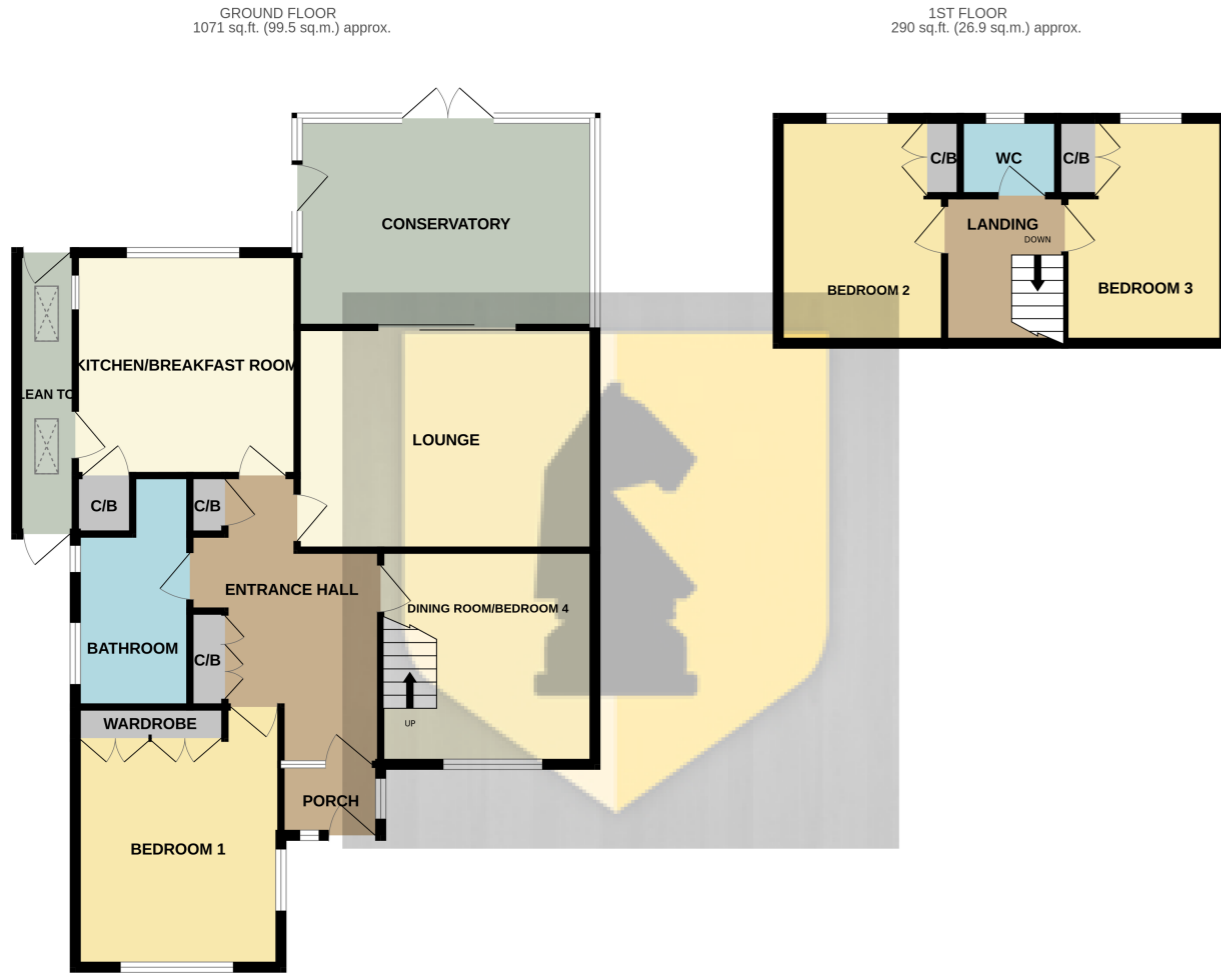 GROUND FLOOR
1071 sq.ft. (99.5 sq.m.) approx.
1ST FLOOR
290 sq.ft. (26.9 sq.m.) approx.
CONSERVATORY
KITCHEN/BREAKFAST ROOM
LEAN TO
LOUNGE
C/B
C/B
ENTRANCE HALL
DINING ROOM/BEDROOM 4
BATHROOM
C/B
UP
WARDROBE
PORCH
BEDROOM 1
C/B
WC
C/B
LANDING
DOWN
BEDROOM 2
BEDROOM 3